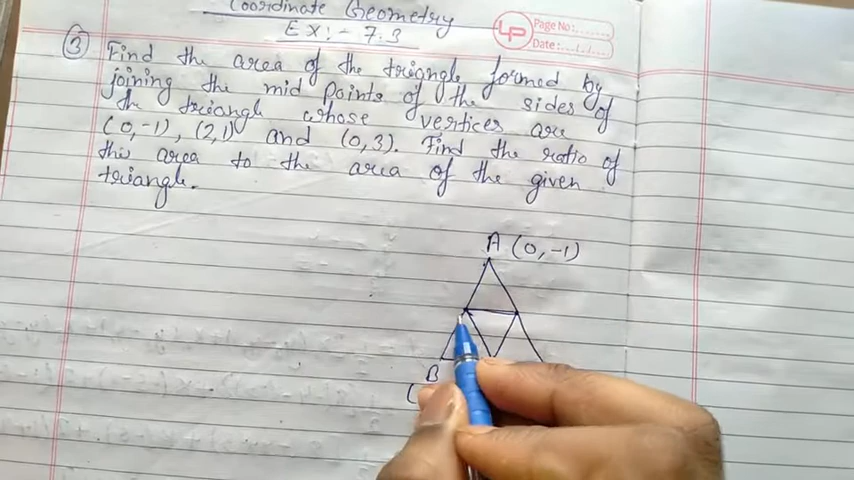 Coordinate Geometry
Ex:- 7.3
LP
Page No:
Date:
3 Find the area of the triangle formed by
joining the mid points of the sides of
the triangle whose vertices are
(0,-1), (2,1) and (0,3). Find the ratio of
this area to the area of the given
triangle.
A (0, -1)
B
(